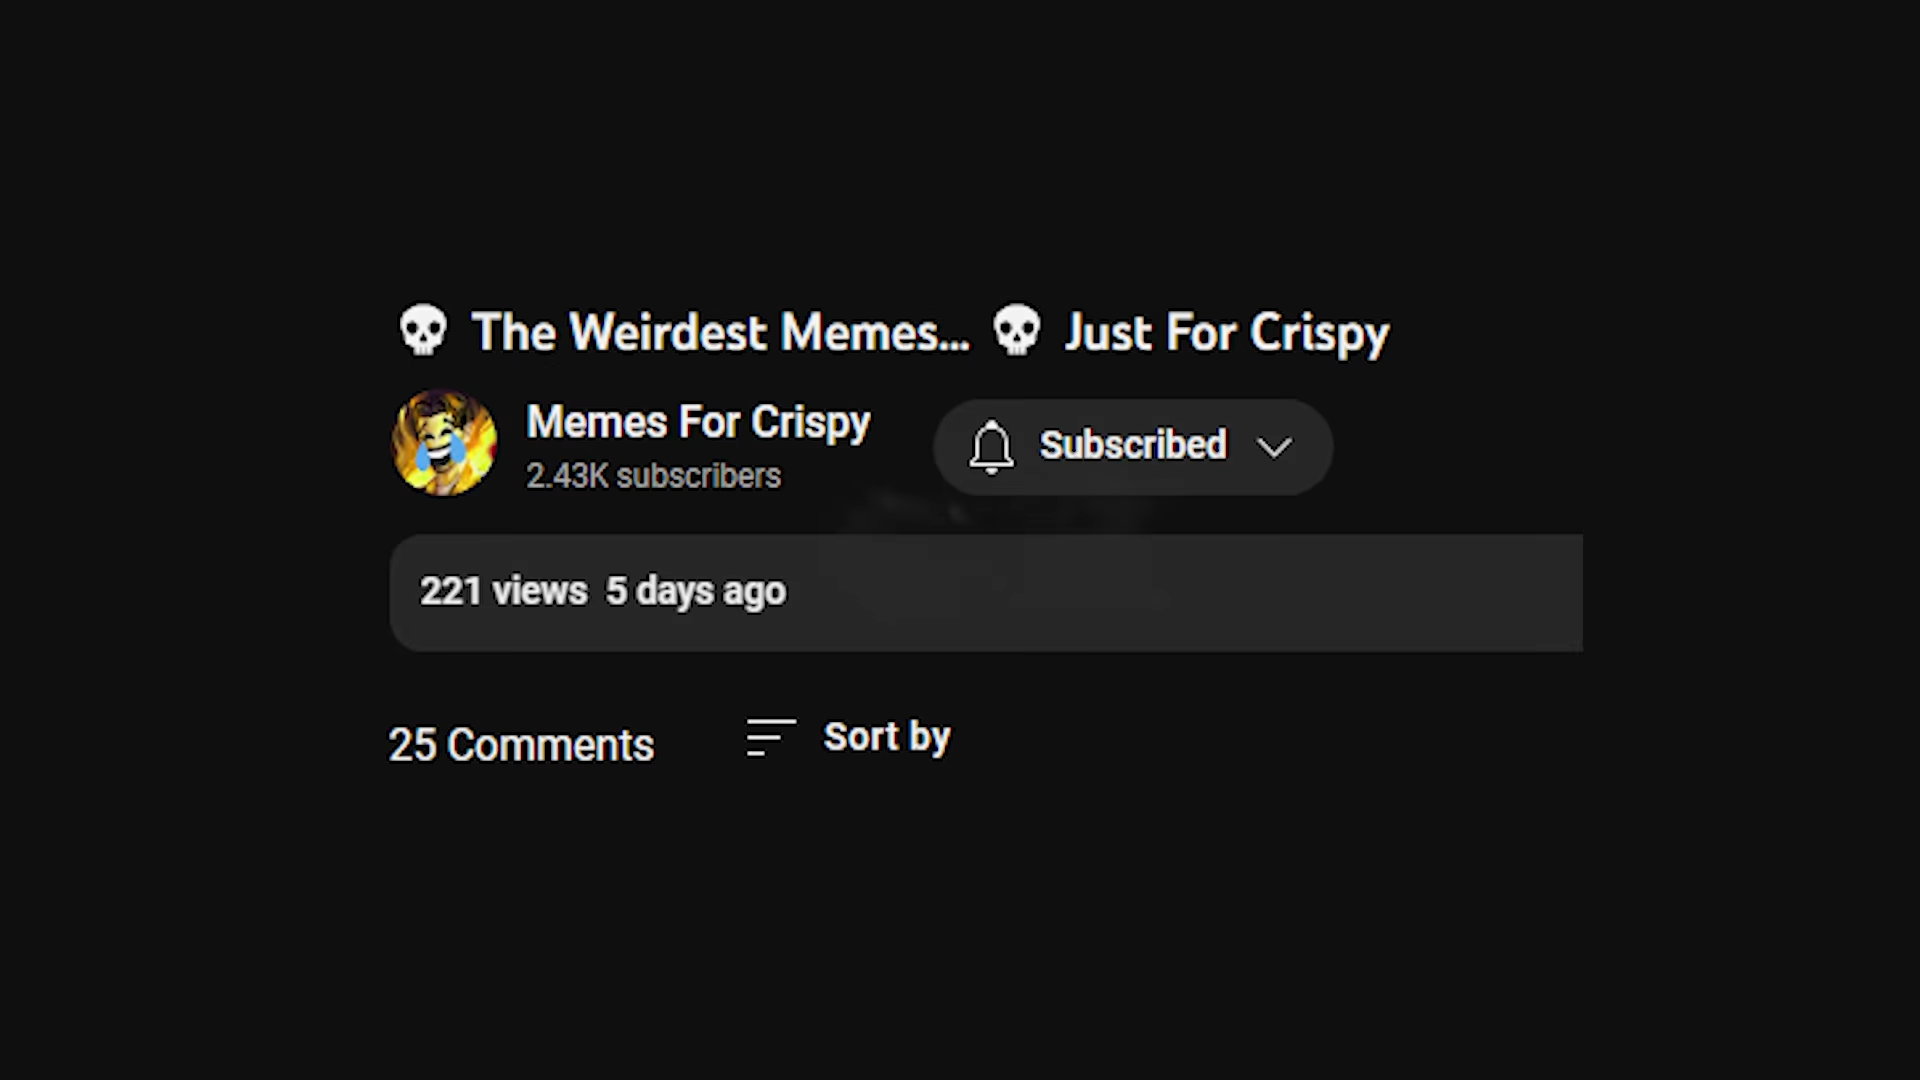 💀 The Weirdest Memes... 💀 Just For Crispy
Memes For Crispy
2.43K subscribers
Subscribed
221 views 5 days ago
25 Comments
Sort by